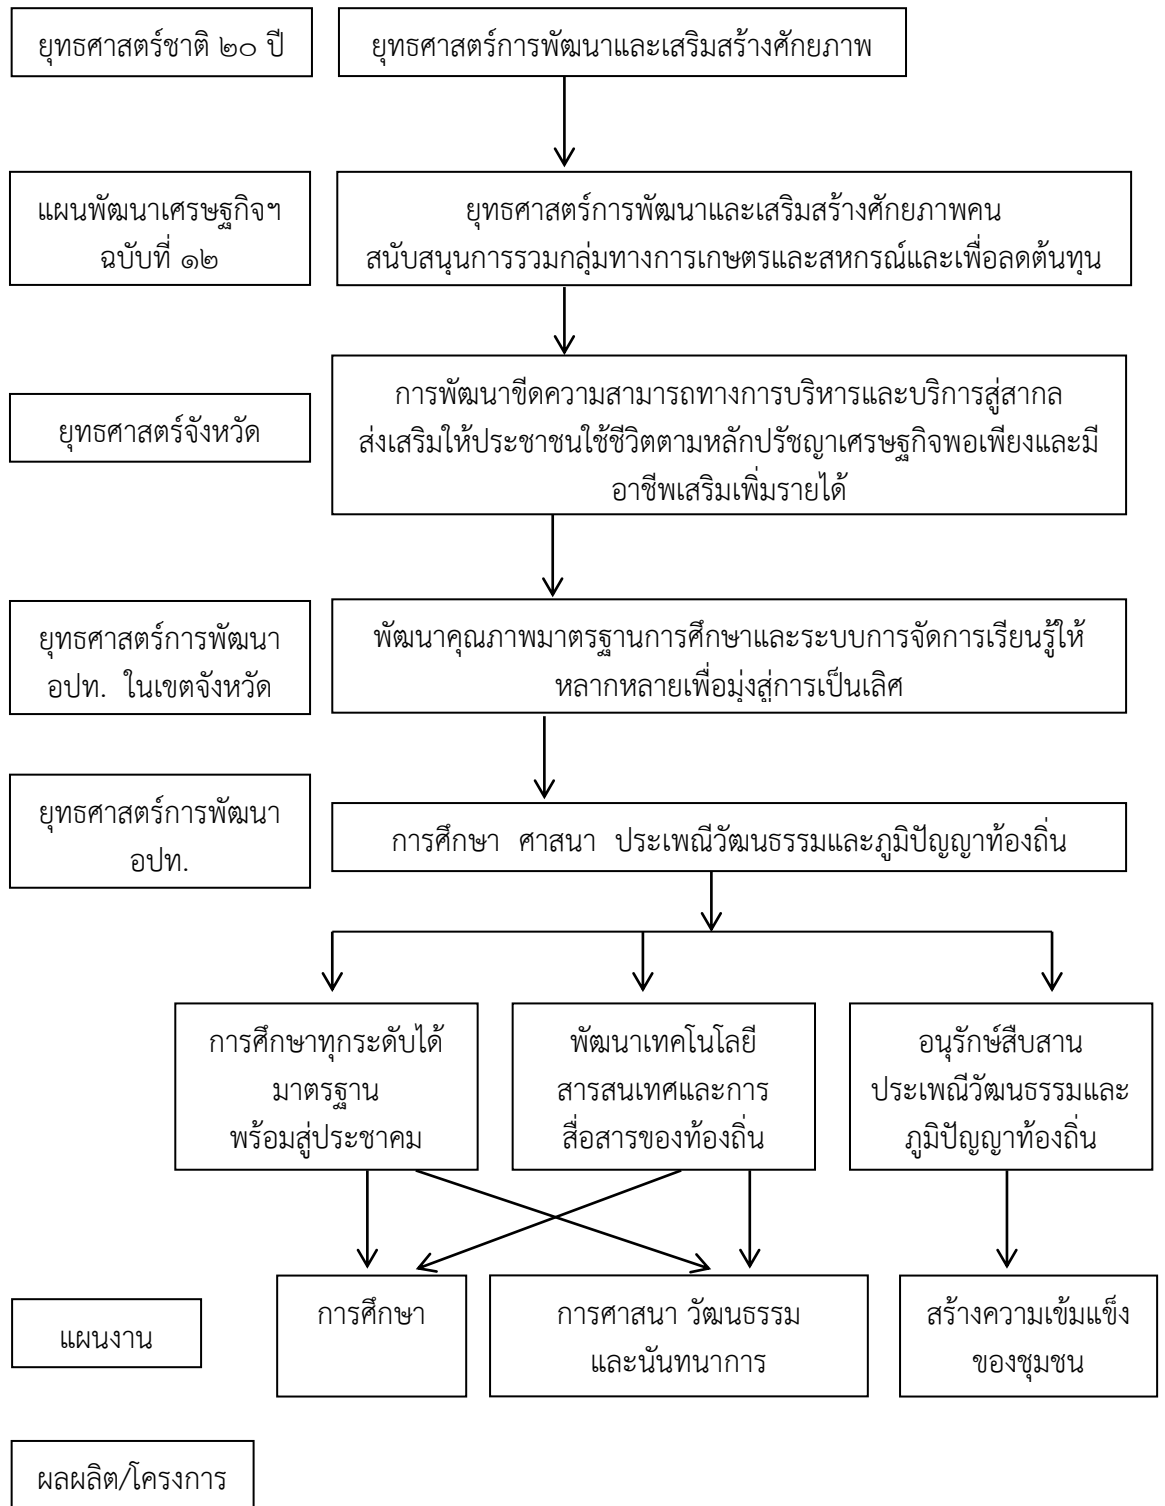 ยุทธศาสตร์ชาติ ๒๐ ปี
ยุทธศาสตร์การพัฒนาและเสริมสร้างศักยภาพ
แผนพัฒนาเศรษฐกิจฯ
ฉบับที่ ๑๒
ยุทธศาสตร์การพัฒนาและเสริมสร้างศักยภาพคน
สนับสนุนการรวมกลุ่มทางการเกษตรและสหกรณ์และเพื่อลดต้นทุน
ยุทธศาสตร์จังหวัด
การพัฒนาขีดความสามารถทางการบริหารและบริการสู่สากล
ส่งเสริมให้ประชาชนใช้ชีวิตตามหลักปรัชญาเศรษฐกิจพอเพียงและมี
อาชีพเสริมเพิ่มรายได้
ยุทธศาสตร์การพัฒนา
อปท. ในเขตจังหวัด
พัฒนาคุณภาพมาตรฐานการศึกษาและระบบการจัดการเรียนรู้ให้
หลากหลายเพื่อมุ่งสู่การเป็นเลิศ
ยุทธศาสตร์การพัฒนา
อปท.
การศึกษา ศาสนา ประเพณีวัฒนธรรมและภูมิปัญญาท้องถิ่น
การศึกษาทุกระดับได้
มาตรฐาน
พร้อมสู่ประชาคม
พัฒนาเทคโนโลยี
สารสนเทศและการ
สื่อสารของท้องถิ่น
อนุรักษ์สืบสาน
ประเพณีวัฒนธรรมและ
ภูมิปัญญาท้องถิ่น
แผนงาน
การศึกษา
การศาสนา วัฒนธรรม
และนันทนาการ
สร้างความเข้มแข็ง
ของชุมชน
ผลผลิต/โครงการ